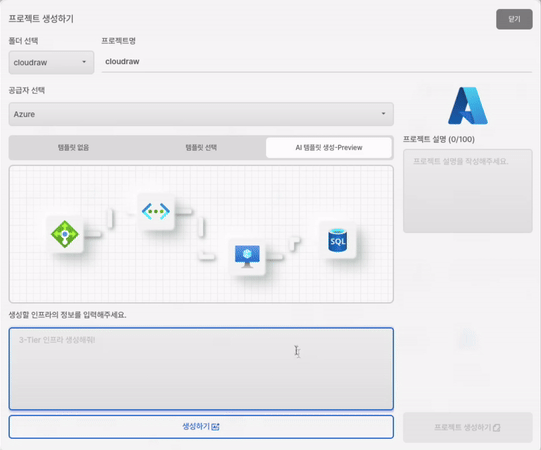 프로젝트 생성하기
닫기
폴더 선택
프로젝트명
cloudraw
cloudraw
공급자 선택
Azure
템플릿 없음
템플릿 선택
AI 템플릿 생성-Preview
프로젝트 설명 (0/100)
프로젝트 설명을 작성해주세요.
SQL
생성할 인프라의 정보를 입력해주세요.
3-Tier 인프라 생성해줘!
생성하기
프로젝트 생성하기